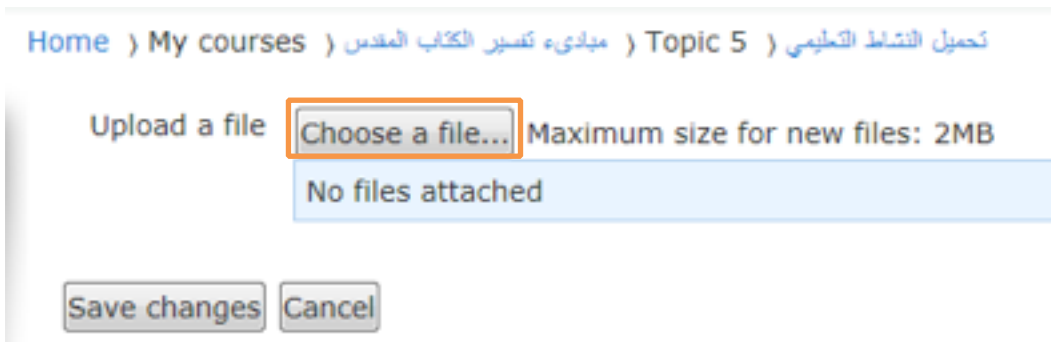 Home ⟩ My courses ⟩ مبادىء تفسير الكتاب المقدس ⟩ Topic 5 ⟩ تحميل النشاط التعليمي
Upload a file Choose a file... Maximum size for new files: 2MB
No files attached
Save changes Cancel